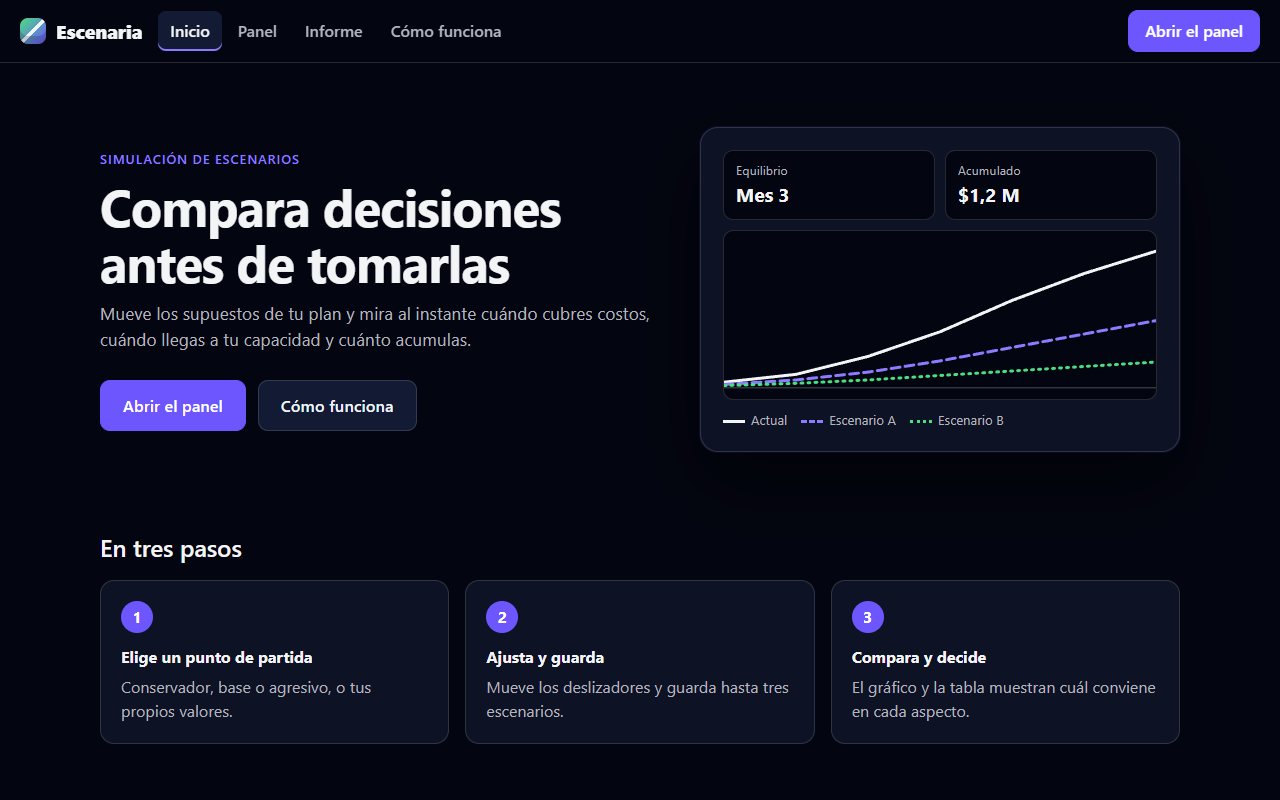 Escenaria
Inicio
Panel
Informe
Cómo funciona
Abrir el panel
SIMULACIÓN DE ESCENARIOS
Compara decisiones
antes de tomarlas
Mueve los supuestos de tu plan y mira al instante cuándo cubres costos,
cuándo llegas a tu capacidad y cuánto acumulas.
Abrir el panel
Cómo funciona
Equilibrio
Mes 3
Acumulado
$1,2 M
Actual
Escenario A
Escenario B
En tres pasos
1
Elige un punto de partida
Conservador, base o agresivo, o tus
propios valores.
2
Ajusta y guarda
Mueve los deslizadores y guarda hasta tres
escenarios.
3
Compara y decide
El gráfico y la tabla muestran cuál conviene
en cada aspecto.